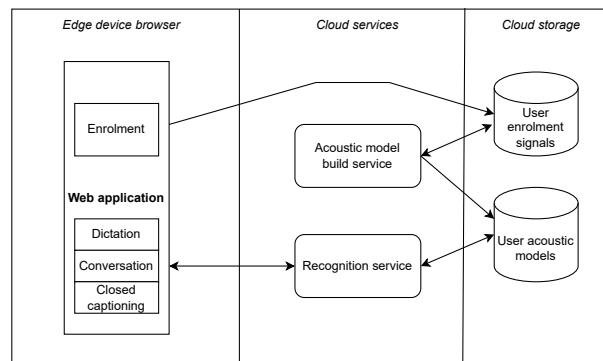 Edge device browser
Cloud services
Cloud storage
Enrolment
User
enrolment
signals
Acoustic model
build service
Web application
Dictation
Conversation
Closed
captioning
Recognition service
User acoustic
models